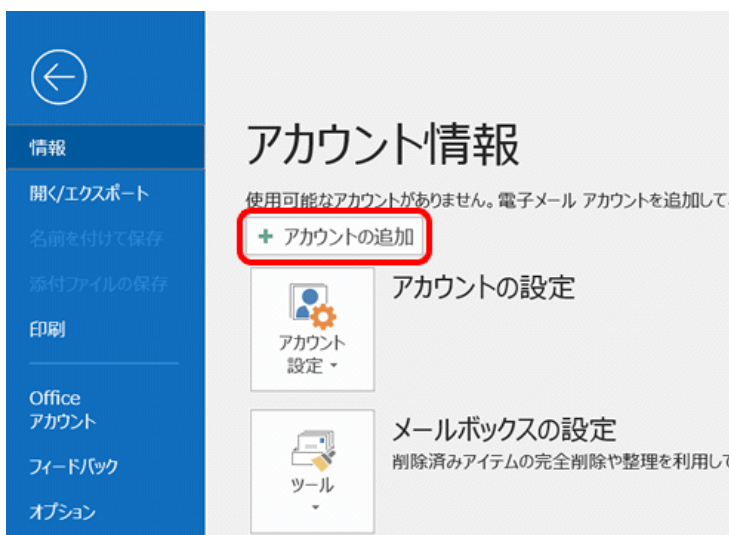 情報
開く/エクスポート
名前を付けて保存
添付ファイルの保存
印刷
Office
アカウント
フィードバック
オプション
アカウント情報
使用可能なアカウントがありません。電子メール アカウントを追加して
+ アカウントの追加
アカウント
設定
アカウントの設定
ツール
メールボックスの設定
削除済みアイテムの完全削除や整理を利用して